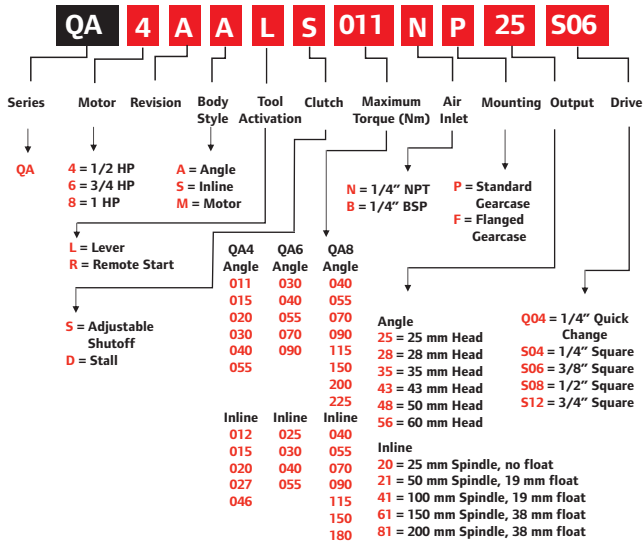 QA 4 A A L S 011 N P 25 S06
Series Motor Revision Body Style Tool Activation Clutch Maximum Torque (Nm) Air Inlet Mounting Output Drive
QA
4 = 1/2 HP
6 = 3/4 HP
8 = 1 HP
A = Angle
S = Inline
M = Motor
N = 1/4″ NPT
B = 1/4″ BSP
P = Standard
Gearcase
F = Flanged
Gearcase
L = Lever
R = Remote Start
S = Adjustable
Shutoff
D = Stall
QA4 QA6 QA8
Angle Angle Angle
011 030 040
015 040 055
020 055 070
030 070 090
040 090 115
055 150
200
225
Inline Inline Inline
012 025 040
015 030 055
020 040 070
027 055 090
046 115
150
180
Angle
25 = 25 mm Head
28 = 28 mm Head
35 = 35 mm Head
43 = 43 mm Head
48 = 50 mm Head
56 = 60 mm Head
Inline
20 = 25 mm Spindle, no float
21 = 50 mm Spindle, 19 mm float
41 = 100 mm Spindle, 19 mm float
61 = 150 mm Spindle, 38 mm float
81 = 200 mm Spindle, 38 mm float
Q04 = 1/4″ Quick
Change
S04 = 1/4″ Square
S06 = 3/8″ Square
S08 = 1/2″ Square
S12 = 3/4″ Square